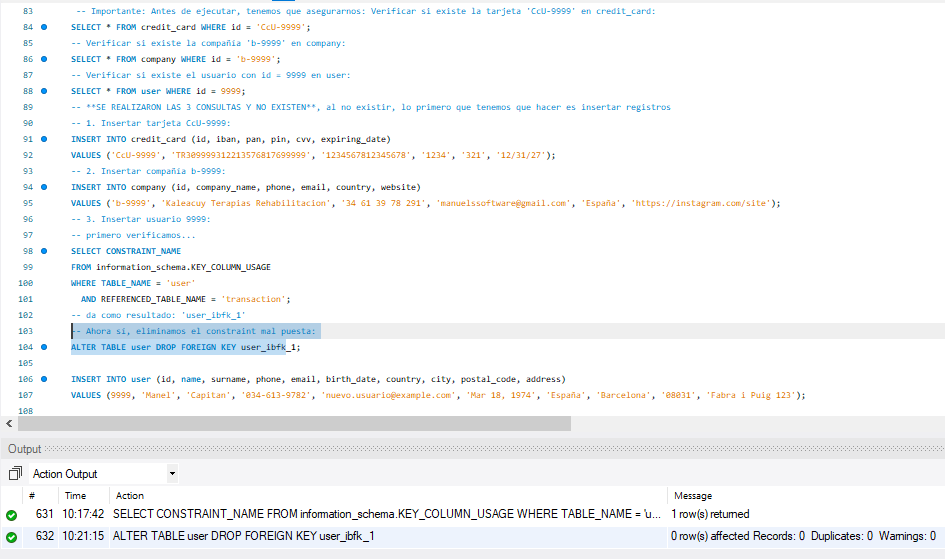 83 -- Importante: Antes de ejecutar, tenemos que asegurarnos: Verificar si existe la tarjeta 'CcU-9999' en credit_card:
84 SELECT * FROM credit_card WHERE id = 'CcU-9999';
85 -- Verificar si existe la compañía 'b-9999' en company:
86 SELECT * FROM company WHERE id = 'b-9999';
87 -- Verificar si existe el usuario con id = 9999 en user:
88 SELECT * FROM user WHERE id = 9999;
89 -- **SE REALIZARON LAS 3 CONSULTAS Y NO EXISTEN**, al no existir, lo primero que tenemos que hacer es insertar registros
90 -- 1. Insertar tarjeta CcU-9999:
91 INSERT INTO credit_card (id, iban, pan, pin, cvv, expiring_date)
92 VALUES ('CcU-9999', 'TR309999312213576817699999', '1234567812345678', '1234', '321', '12/31/27');
93 -- 2. Insertar compañía b-9999:
94 INSERT INTO company (id, company_name, phone, email, country, website)
95 VALUES ('b-9999', 'Kaleacuy Terapias Rehabilitacion', '34 61 39 78 291', 'manuelssoftware@gmail.com', 'España', 'https://instagram.com/site');
96 -- 3. Insertar usuario 9999:
97 -- primero verificamos...
98 SELECT CONSTRAINT_NAME
99 FROM information_schema.KEY_COLUMN_USAGE
100 WHERE TABLE_NAME = 'user'
101 AND REFERENCED_TABLE_NAME = 'transaction';
102 -- da como resultado: 'user_ibfk_1'
103 -- Ahora sí, eliminamos el constraint mal puesta:
104 ALTER TABLE user DROP FOREIGN KEY user_ibfk_1;
105
106 INSERT INTO user (id, name, surname, phone, email, birth_date, country, city, postal_code, address)
107 VALUES (9999, 'Manel', 'Capitan', '034-613-9782', 'nuevo.usuario@example.com', 'Mar 18, 1974', 'España', 'Barcelona', '08031', 'Fabra i Puig 123');
108
Output
Action Output
# Time Action Message
631 10:17:42 SELECT CONSTRAINT_NAME FROM information_schema.KEY_COLUMN_USAGE WHERE TABLE_NAME = 'u... 1 row(s) returned
632 10:21:15 ALTER TABLE user DROP FOREIGN KEY user_ibfk_1 0 row(s) affected Records: 0 Duplicates: 0 Warnings: 0